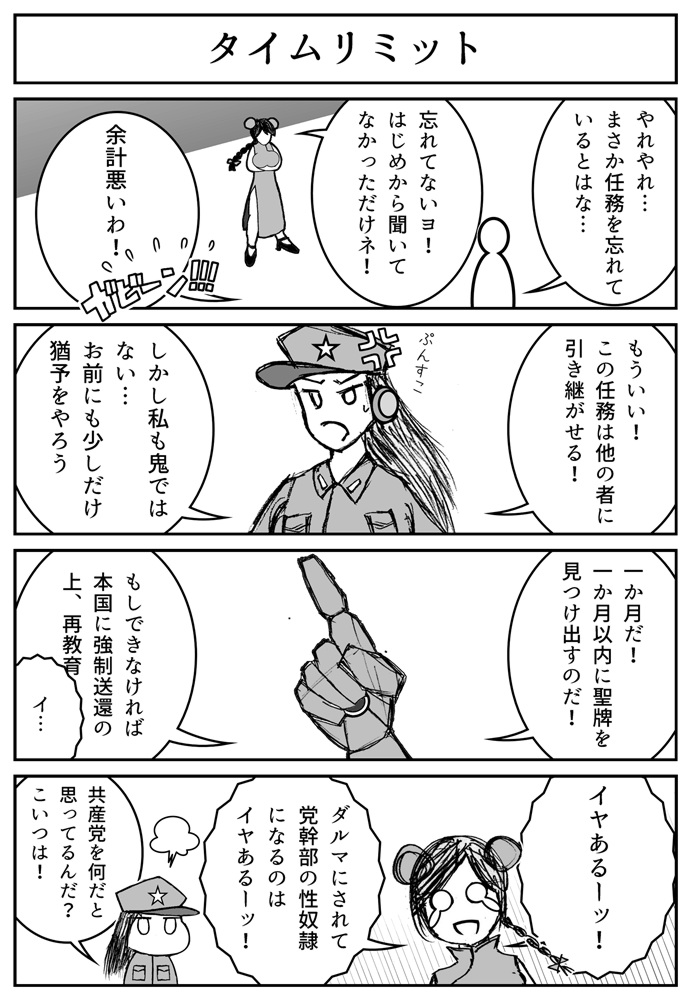 タイムリミット
やれやれ…
まさか任務を忘れて
いるとはな…
忘れてないヨ！
はじめから聞いて
なかっただけネ！
余計悪いわ！
ガビーン!!!
もういい！
この任務は他の者に
引き継がせる！
ぷんすこ
しかし私も鬼では
ない…
お前にも少しだけ
猶予をやろう
一か月だ！
一か月以内に聖牌を
見つけ出すのだ！
もしできなければ
本国に強制送還の
上、再教育
イ…
イヤあるーッ！
ダルマにされて
党幹部の性奴隷
になるのは
イヤあるーッ！
共産党を何だと
思ってるんだ？
こいつは！